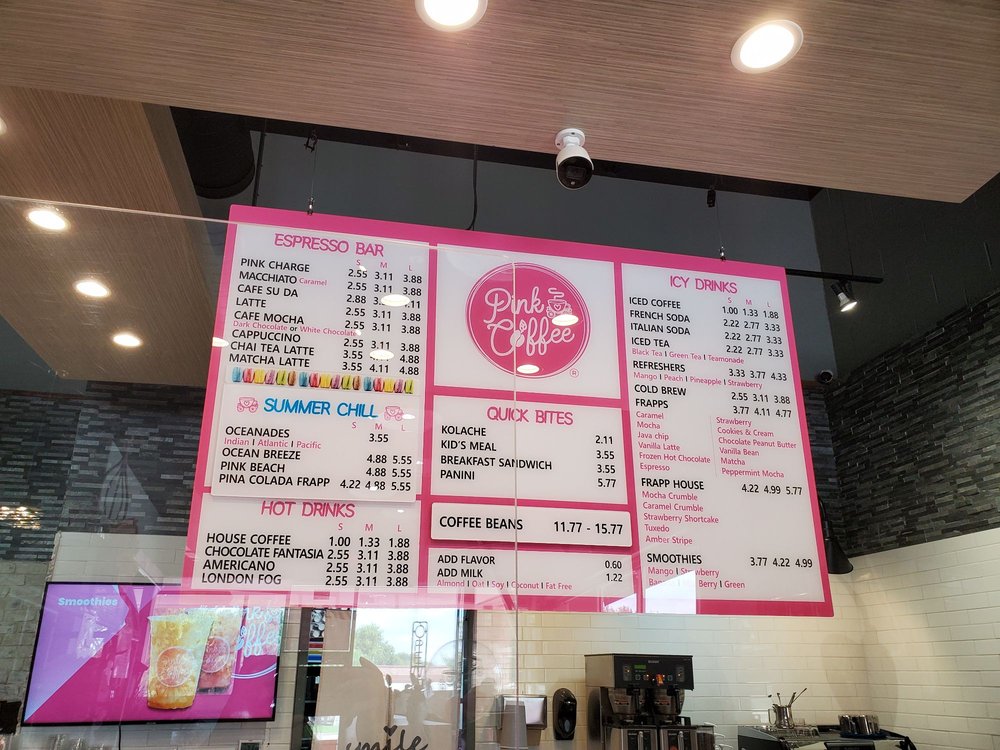 ESPRESSO BAR
S M L
PINK CHARGE 2.55 3.11 3.88
MACCHIATO Caramel 2.55 3.11 3.88
CAFE SU DA 2.88 3. .11
LATTE 2.55 3.11 3.88
CAFE MOCHA 2.55 3.11 3.88
Dark Chocolate or White Chocolate
CAPPUCCINO 2.55 3.11 3.88
CHAI TEA LATTE 3.55 4.88
MATCHA LATTE 3.55 4.11 4.88
SUMMER CHILL
S M L
OCEANADES 3.55
Indian I Atlantic I Pacific
OCEAN BREEZE 4.88 5.55
PINK BEACH 4.88 5.55
PINA COLADA FRAPP 4.22 4.88 5.55
HOT DRINKS
S M L
HOUSE COFFEE 1.00 1.33 1.88
CHOCOLATE FANTASIA 2.55 3.11 3.88
AMERICANO 2.55 3.11 3.88
LONDON FOG 2.55 3.11 3.88
Pink
Coffee
®
QUICK BITES
KOLACHE 2.11
KID'S MEAL 3.55
BREAKFAST SANDWICH 3.55
PANINI 5.77
COFFEE BEANS 11.77 - 15.77
ADD FLAVOR 0.60
ADD MILK 1.22
Almond I Oat I Soy I Coconut I Fat Free
ICY DRINKS
S M L
ICED COFFEE 1.00 1.33 1.88
FRENCH SODA 2.22 2.77 3.33
ITALIAN SODA 2.22 2.77 3.33
ICED TEA 2.22 2.77 3.33
Black Tea I Green Tea I Teamonade
REFRESHERS 3.33 3.77 4.33
Mango I Peach I Pineapple I Strawberry
COLD BREW 2.55 3.11 3.88
FRAPPS 3.77 4.11 4.77
Caramel
Mocha
Java chip
Vanilla Latte
Frozen Hot Chocolate
Espresso
Strawberry
Cookies & Cream
Chocolate Peanut Butter
Vanilla Bean
Matcha
Peppermint Mocha
FRAPP HOUSE 4.22 4.99 5.77
Mocha Crumble
Caramel Crumble
Strawberry Shortcake
Tuxedo
Amber Stripe
SMOOTHIES 3.77 4.22 4.99
Mango I Strawberry
Berry I Green
Smoothies
smile